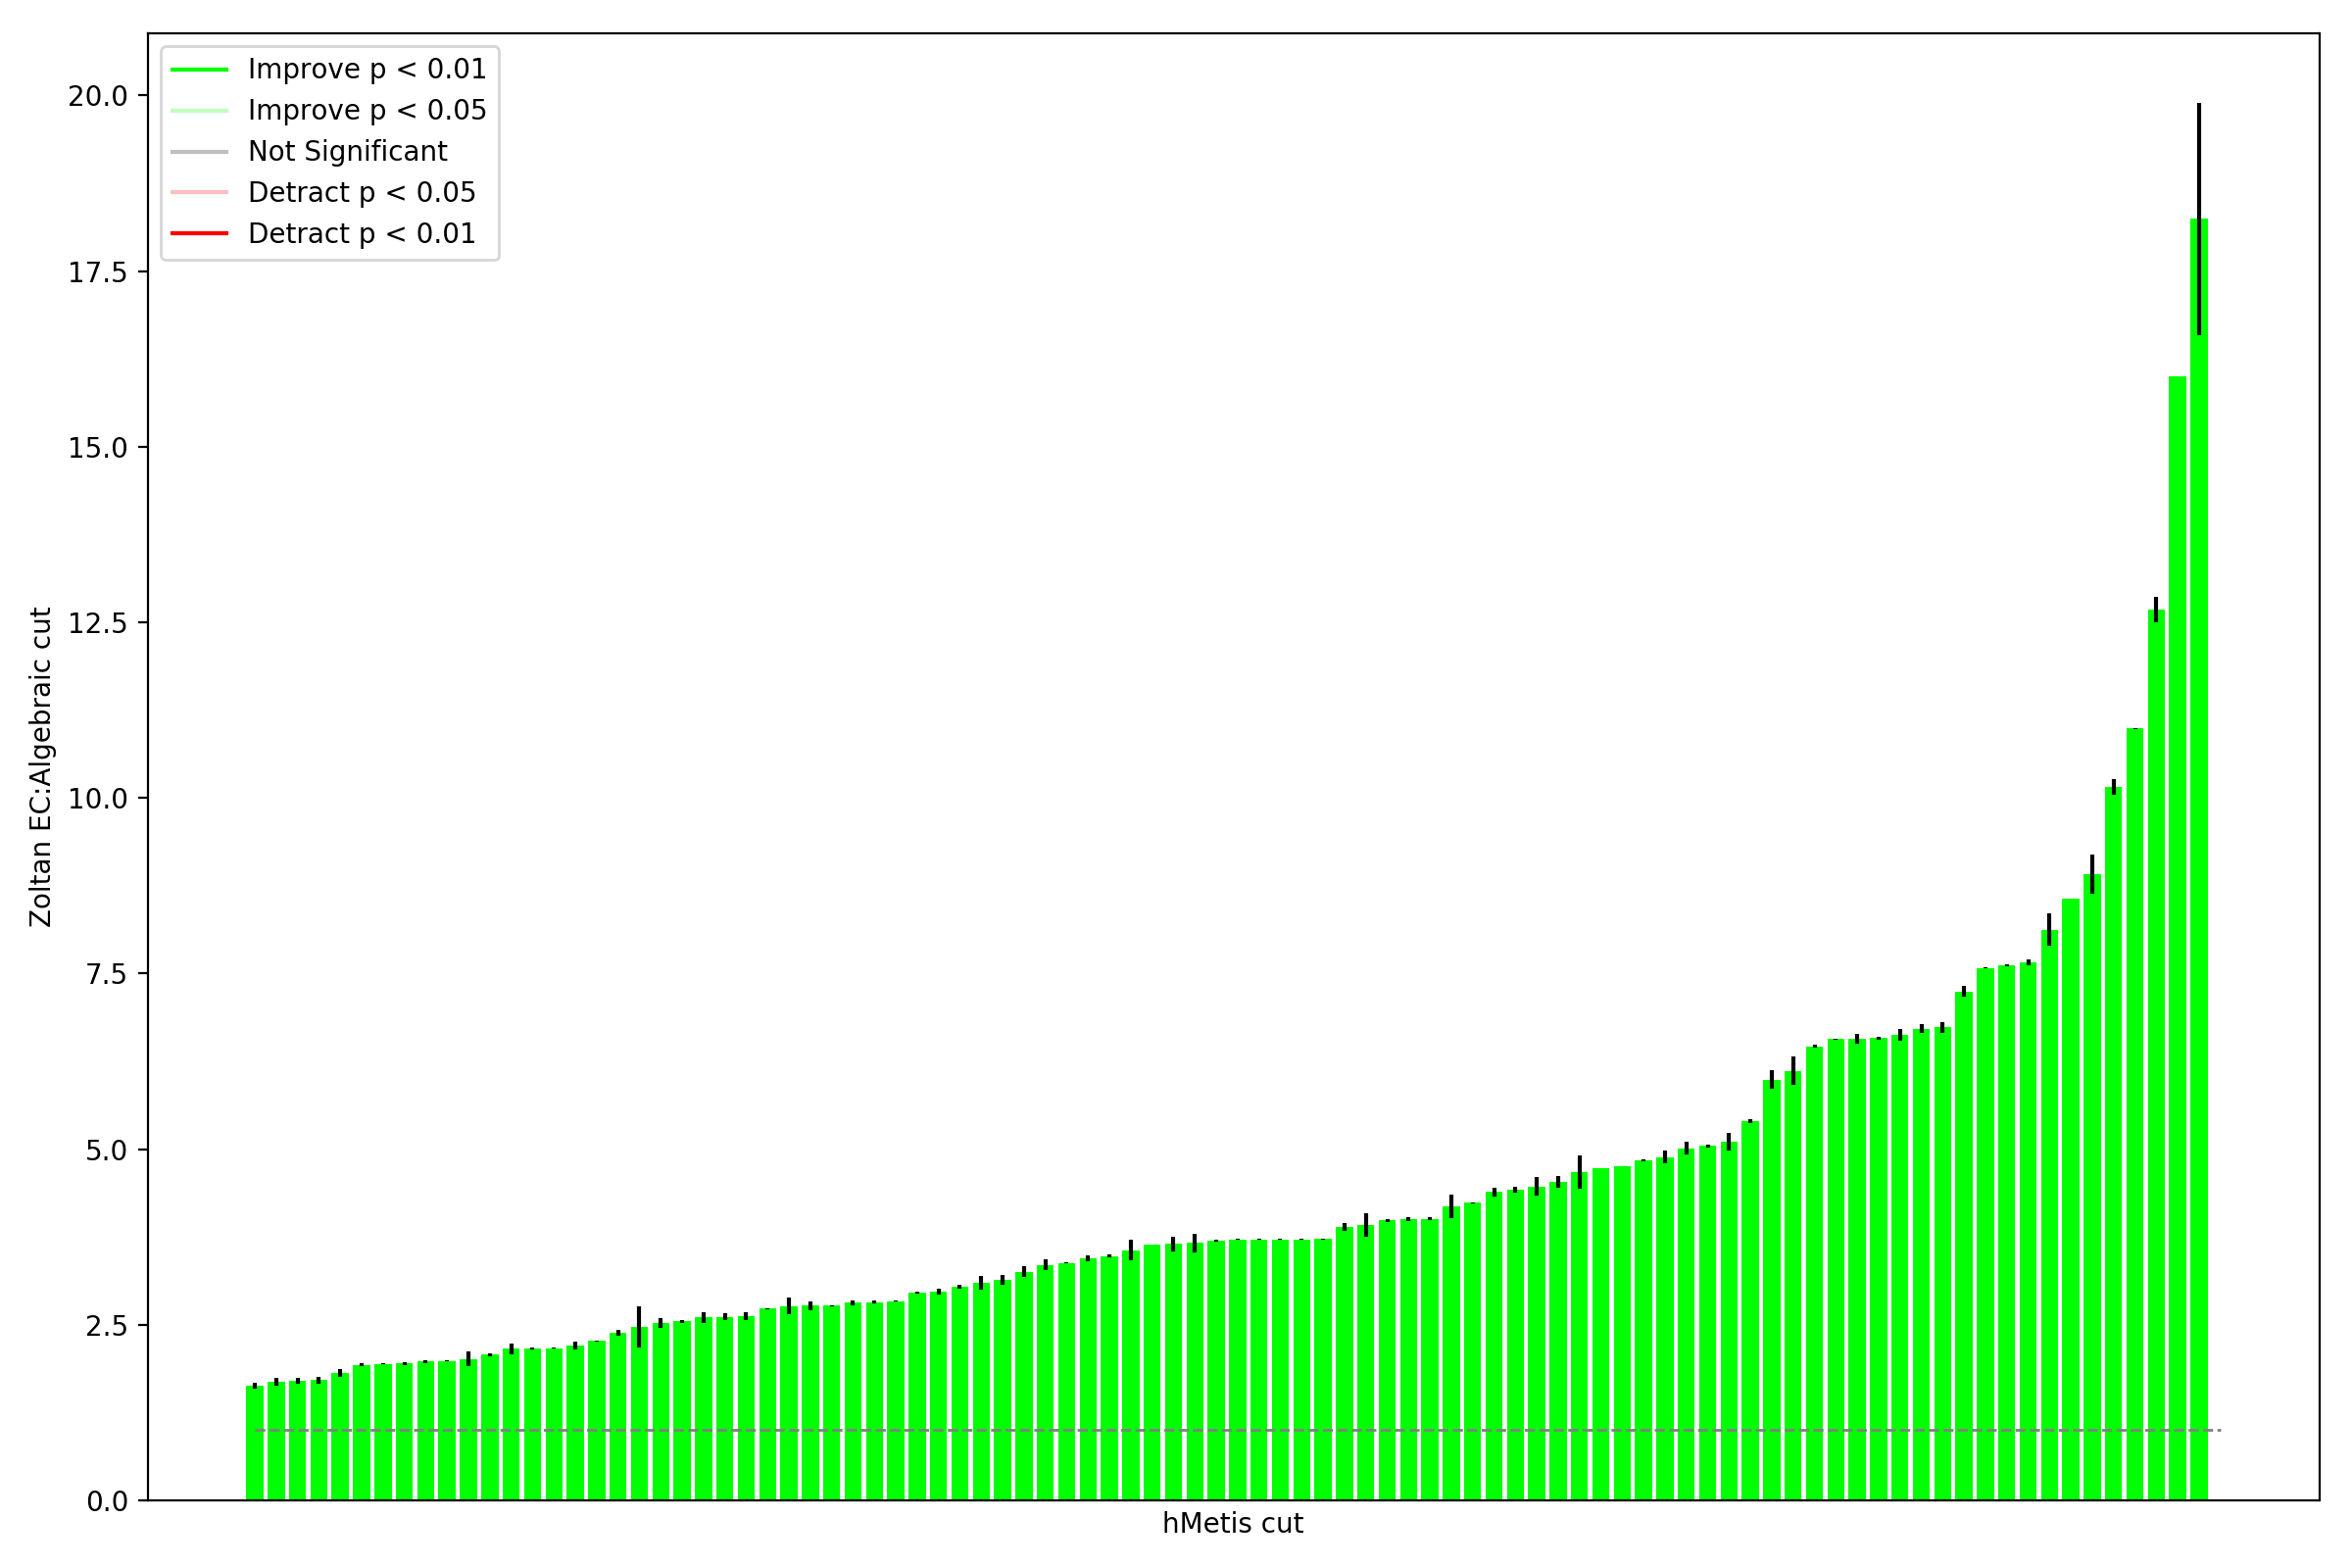 Improve p < 0.01
Improve p < 0.05
Not Significant
Detract p < 0.05
Detract p < 0.01
20.0
17.5
15.0
12.5
10.0
7.5
5.0
2.5
0.0
Zoltan EC:Algebraic cut
hMetis cut